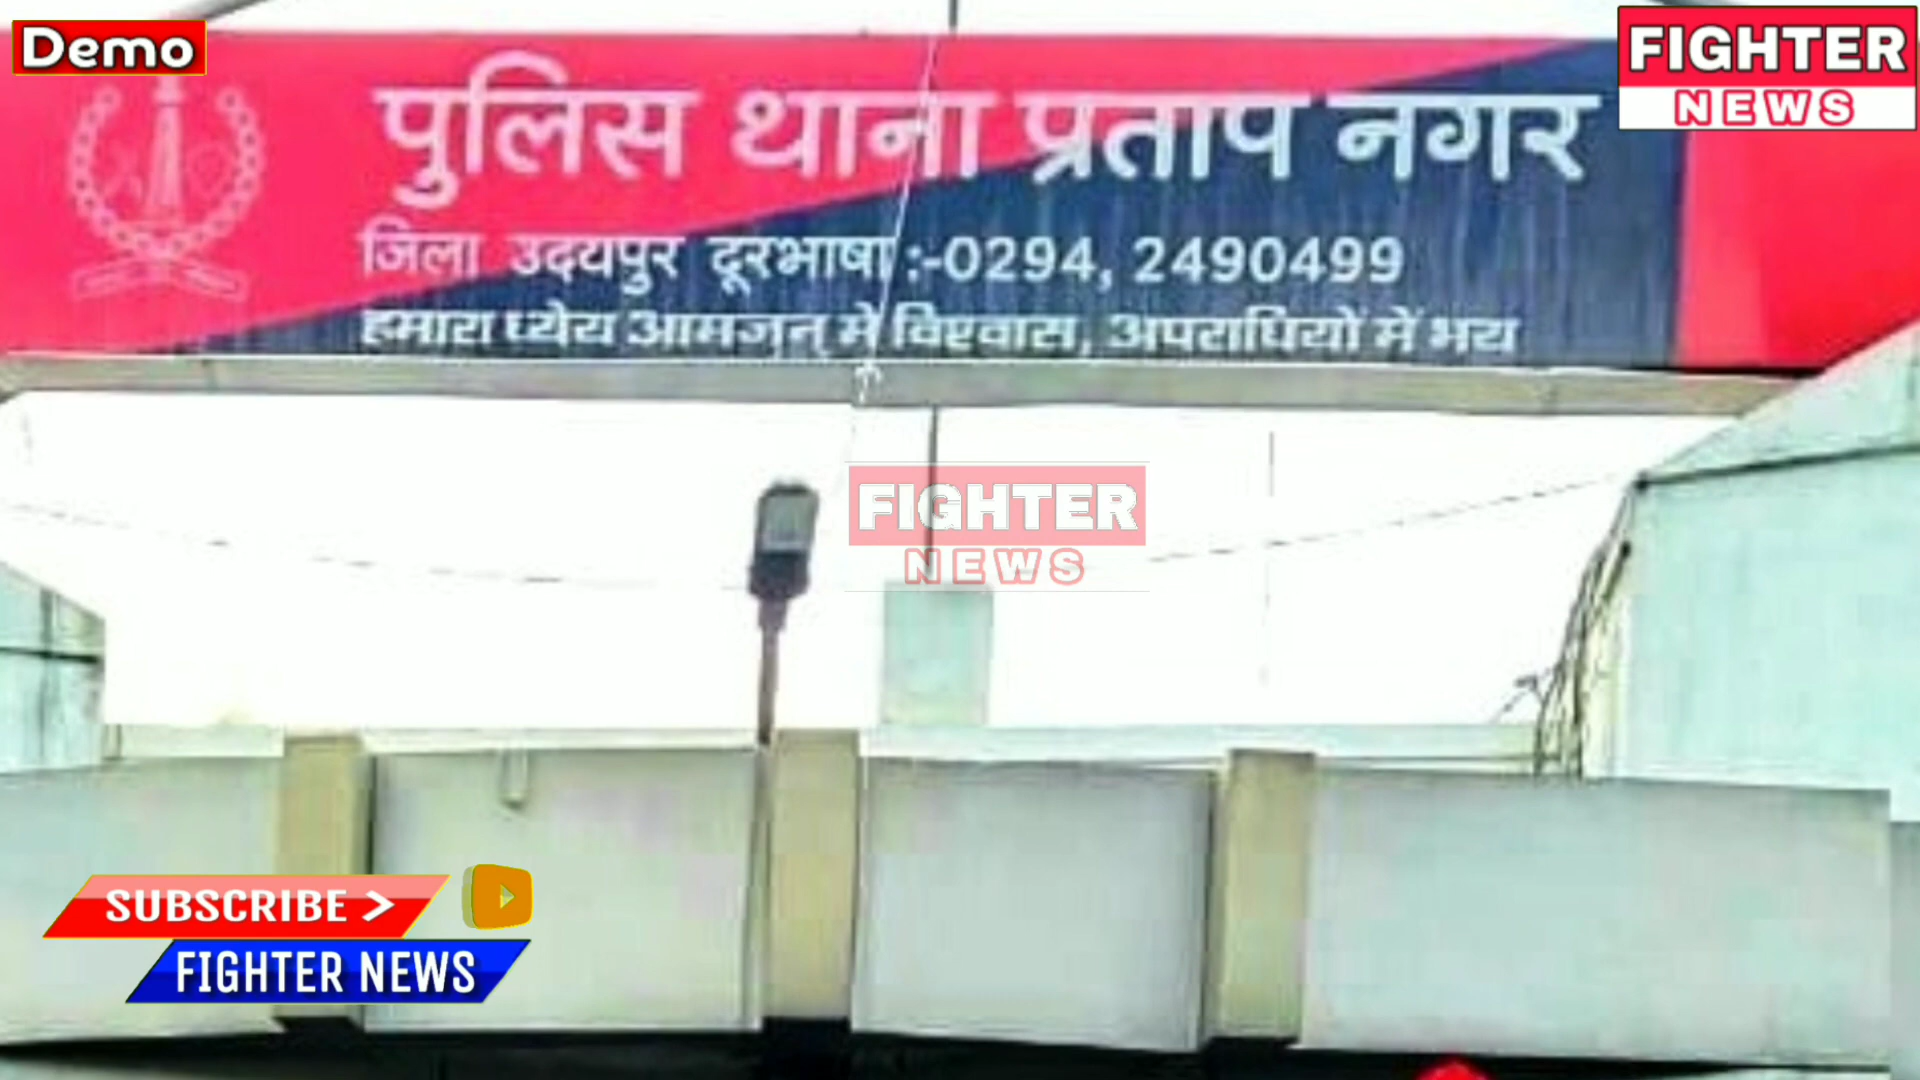 Demo
FIGHTER
NEWS
पुलिस थाना प्रताप नगर
जिला उदयपुर दूरभाषा :-0294, 2490499
हमारा ध्येय आमजन में विश्वास, अपराधियों में भय
FIGHTER
NEWS
SUBSCRIBE >
FIGHTER NEWS